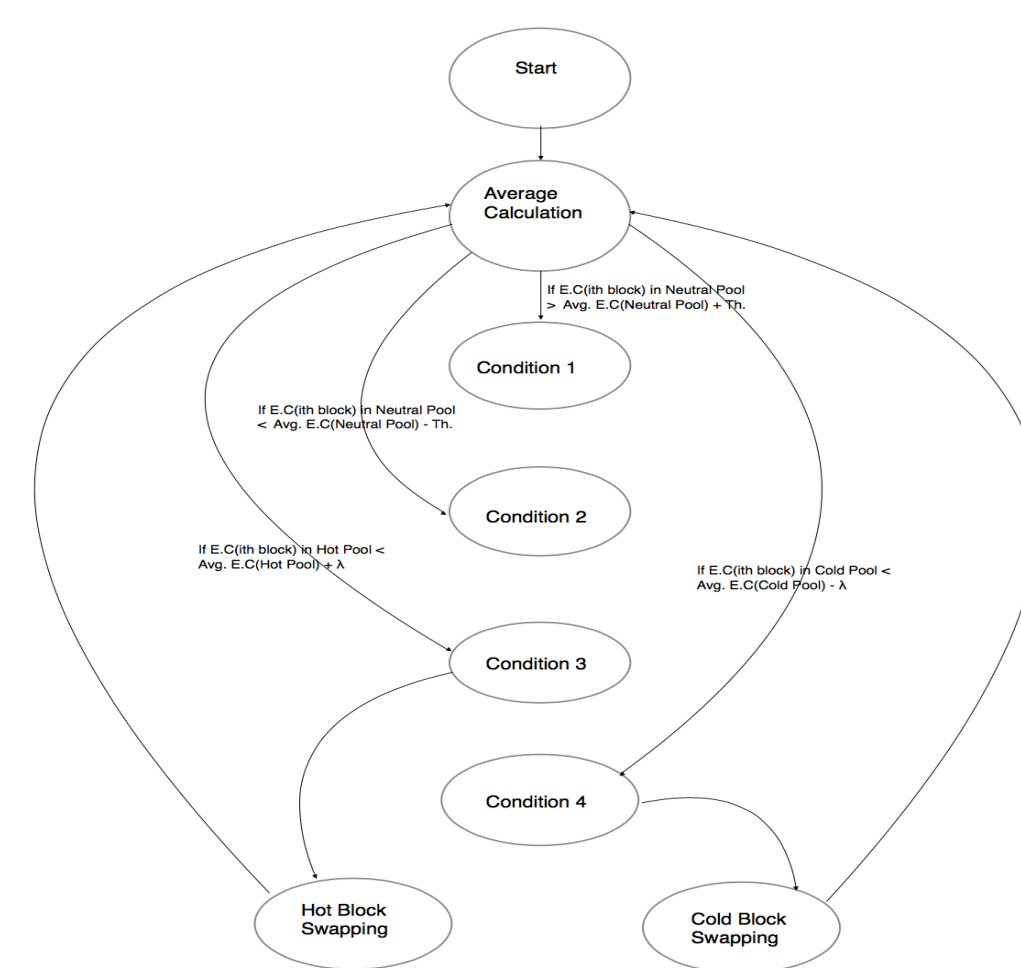 Start
Average
Calculation
If E.C(ith block) in Neutral Pool
> Avg. E.C(Neutral Pool) + Th.
Condition 1
If E.C(ith block) in Neutral Pool
< Avg. E.C(Neutral Pool) - Th.
Condition 2
If E.C(ith block) in Hot Pool <
Avg. E.C(Hot Pool) + λ
If E.C(ith block) in Cold Pool <
Avg. E.C(Cold Pool) - λ
Condition 3
Condition 4
Hot Block
Swapping
Cold Block
Swapping